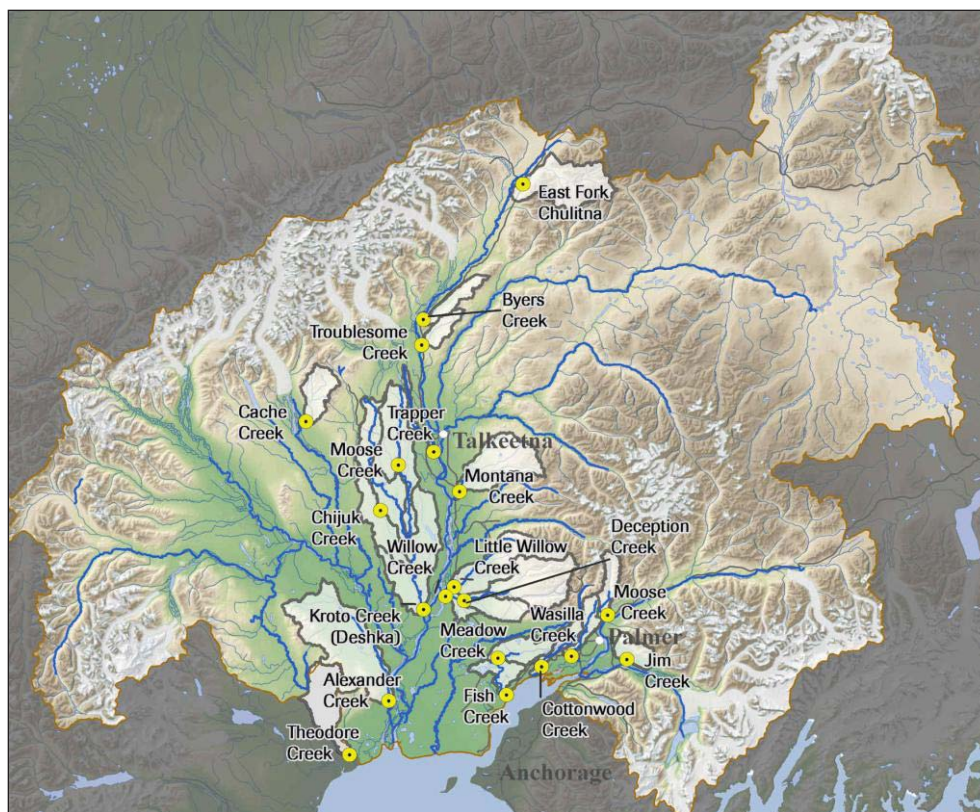 East Fork
Chulitna
Byers
Creek
Troublesome
Creek
Cache
Creek
Trapper
Creek
Talkeetna
Moose
Creek
Montana
Creek
Chijuk
Creek
Deception
Creek
Willow
Creek
Little Willow
Creek
Kroto Creek
(Deshka)
Meadow
Creek
Wasilla
Creek
Moose
Creek
Palmer
Jim
Creek
Alexander
Creek
Fish
Creek
Cottonwood
Creek
Theodore
Creek
Anchorage